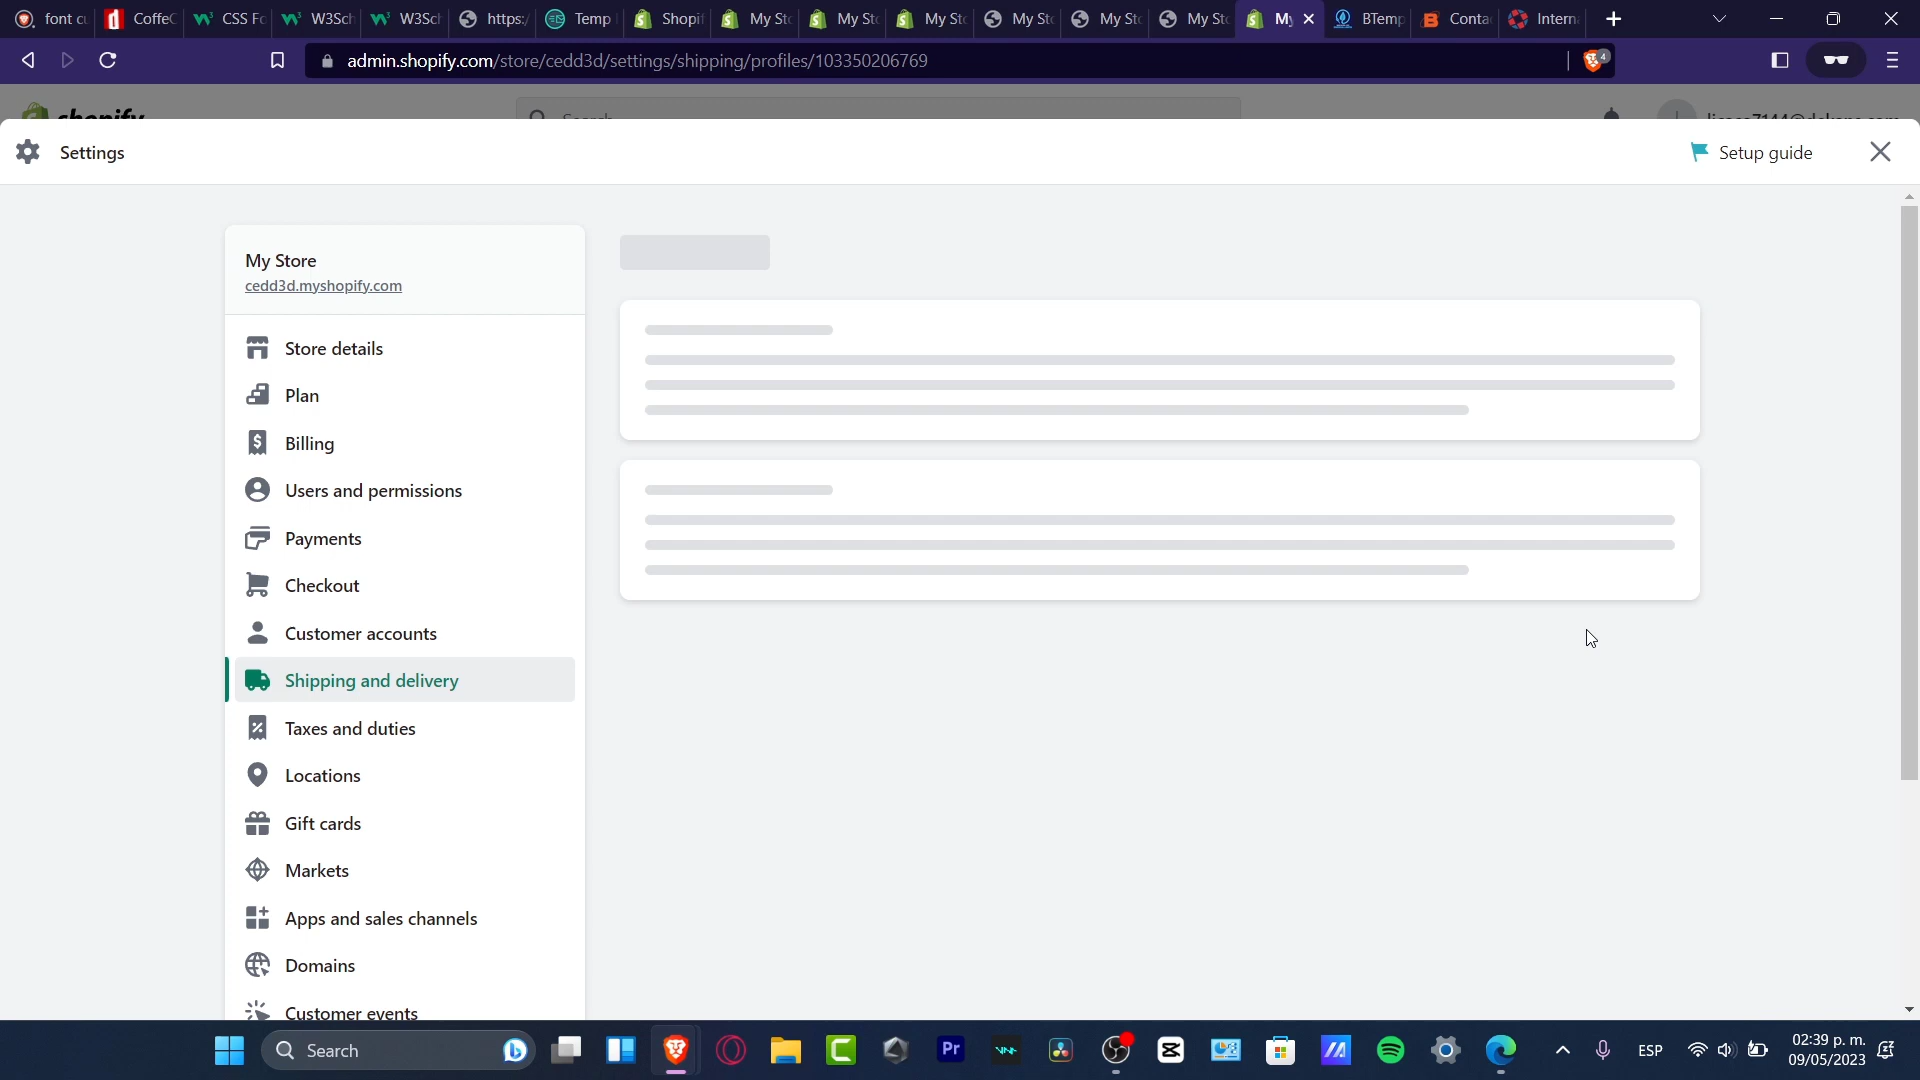 font cu
CoffeC
CSS Fo
W3Sch
W3Sch
https:/
Temp
Shopif
My Sto
My Sto
My Sto
My Sto
My Sto
My Sto
My
BTemp
Conta
Intern
admin.shopify.com/store/cedd3d/settings/shipping/profiles/103350206769
4
shopify
Search
Settings
Setup guide
My Store
cedd3d.myshopify.com
Store details
Plan
Billing
Users and permissions
Payments
Checkout
Customer accounts
Shipping and delivery
Taxes and duties
Locations
Gift cards
Markets
Apps and sales channels
Domains
Customer events
Search
Pr
ESP
02:39 p. m.
09/05/2023